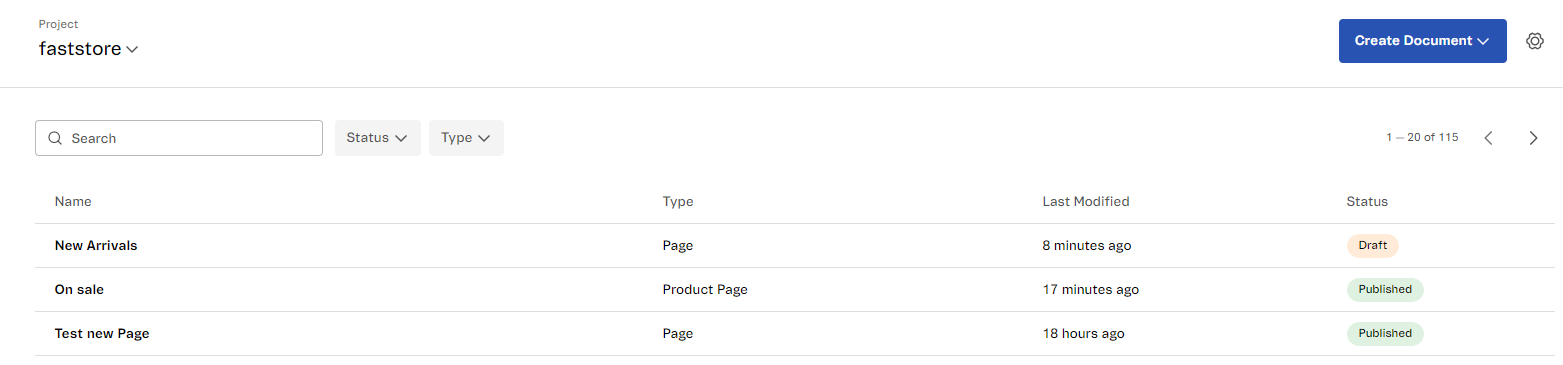 Project
faststore
Create Document
Search
Status
Type
1 — 20 of 115
Name Type Last Modified Status
New Arrivals Page 8 minutes ago Draft
On sale Product Page 17 minutes ago Published
Test new Page Page 18 hours ago Published